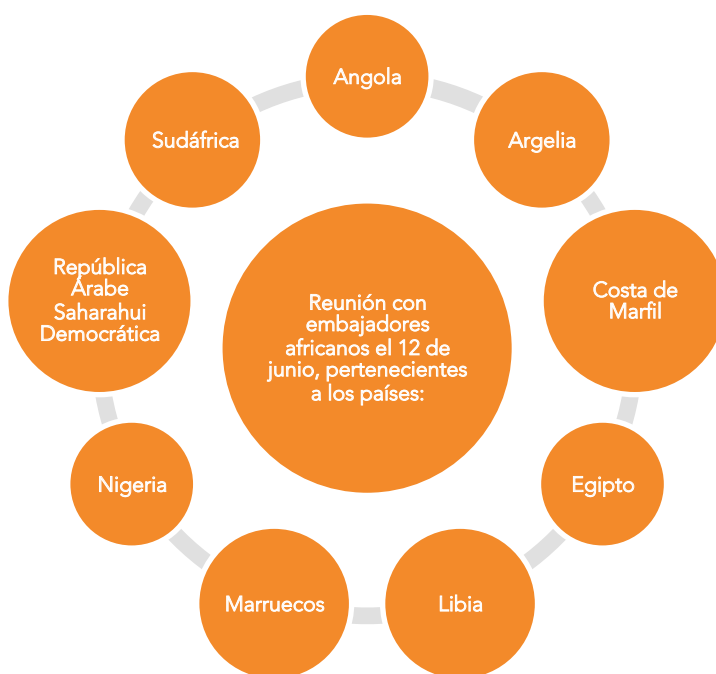 Reunión con
embajadores
africanos el 12 de
junio, pertenecientes
a los países:
Angola
Argelia
Costa de
Marfil
Egipto
Libia
Marruecos
Nigeria
República
Árabe
Saharahui
Democrática
Sudáfrica